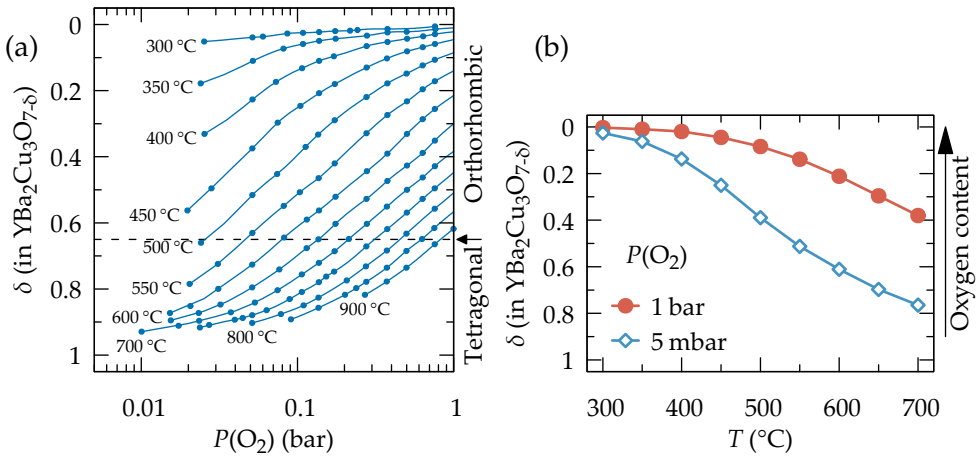 (a)
0
0.2
0.4
0.6
0.8
1
δ (in YBa2Cu3O7-δ)
300 °C
350 °C
400 °C
450 °C
500 °C
550 °C
600 °C
700 °C
800 °C
900 °C
0.01
0.1
1
P(O2) (bar)
Orthorhombic
Tetragonal
(b)
0
0.2
0.4
0.6
0.8
1
δ (in YBa2Cu3O7-δ)
P(O2)
1 bar
5 mbar
300
400
500
600
700
T (°C)
Oxygen content